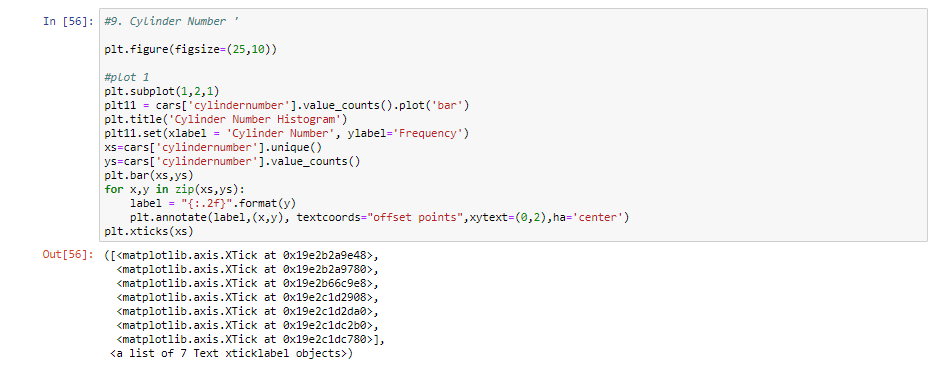 In [56]: #9. Cylinder Number '
plt.figure(figsize=(25,10))
#plot 1
plt.subplot(1,2,1)
plt11 = cars['cylindernumber'].value_counts().plot('bar')
plt.title('Cylinder Number Histogram')
plt11.set(xlabel = 'Cylinder Number', ylabel='Frequency')
xs=cars['cylindernumber'].unique()
ys=cars['cylindernumber'].value_counts()
plt.bar(xs,ys)
for x,y in zip(xs,ys):
    label = "{:.2f}".format(y)
    plt.annotate(label,(x,y), textcoords="offset points",xytext=(0,2),ha='center')
plt.xticks(xs)
Out[56]: ([<matplotlib.axis.XTick at 0x19e2b2a9e48>,
  <matplotlib.axis.XTick at 0x19e2b2a9780>,
  <matplotlib.axis.XTick at 0x19e2b66c9e8>,
  <matplotlib.axis.XTick at 0x19e2c1d2908>,
  <matplotlib.axis.XTick at 0x19e2c1d2da0>,
  <matplotlib.axis.XTick at 0x19e2c1dc2b0>,
  <matplotlib.axis.XTick at 0x19e2c1dc780>],
 <a list of 7 Text xticklabel objects>)